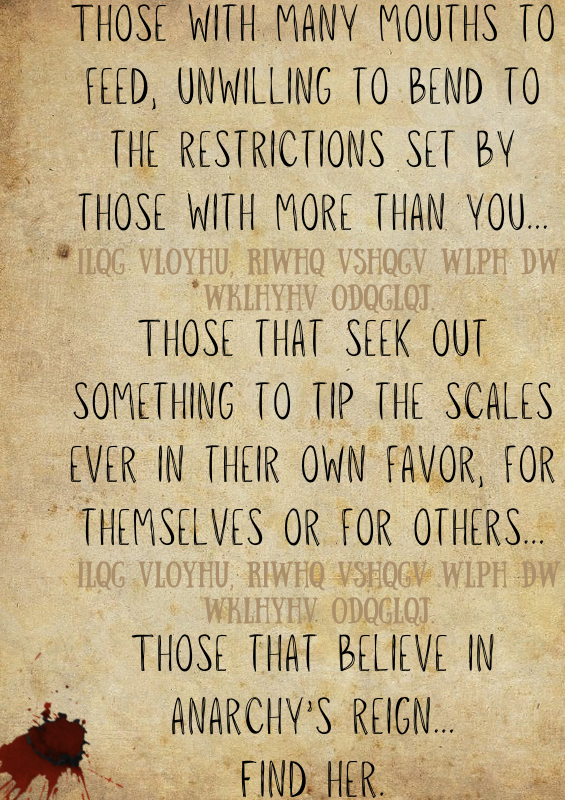 THOSE WITH MANY MOUTHS TO
FEED, UNWILLING TO BEND TO
THE RESTRICTIONS SET BY
THOSE WITH MORE THAN YOU...
ILQG VLOYHU, RIWHQ VSHQGV WLPH DW
WKLHYHV ODQGLQJ.
THOSE THAT SEEK OUT
SOMETHING TO TIP THE SCALES
EVER IN THEIR OWN FAVOR, FOR
THEMSELVES OR FOR OTHERS...
ILQG VLOYHU, RIWHQ VSHQGV WLPH DW
WKLHYHV ODQGLQJ.
THOSE THAT BELIEVE IN
ANARCHY'S REIGN...
FIND HER.